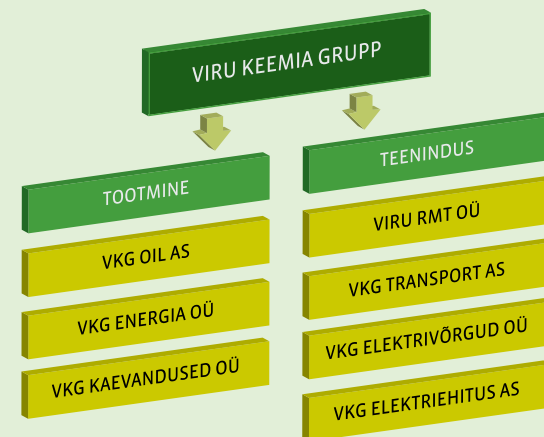 VIRU KEEMIA GRUPP
TOOTMINE
VKG OIL AS
VKG ENERGIA OÜ
VKG KAEVANDUSED OÜ
TEENINDUS
VIRU RMT OÜ
VKG TRANSPORT AS
VKG ELEKTRIVÕRGUD OÜ
VKG ELEKTRIEHITUS AS